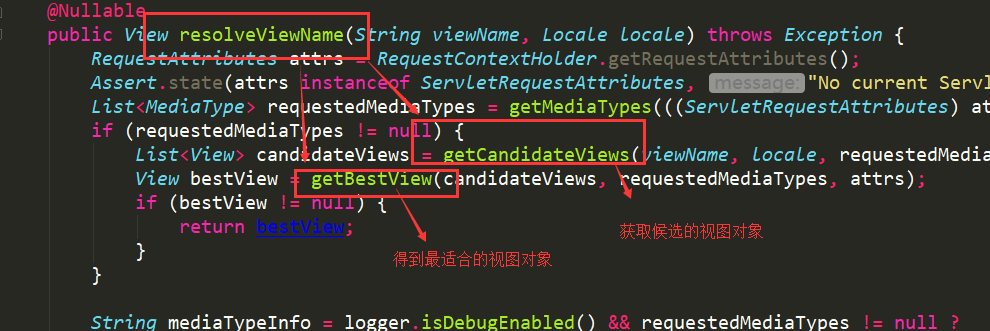 @Nullable
public View resolveViewName(String viewName, Locale locale) throws Exception {
RequestAttributes attrs = RequestContextHolder.getRequestAttributes();
Assert.state(attrs instanceof ServletRequestAttributes, message: "No current Servl
List<MediaType> requestedMediaTypes = getMediaTypes(((ServletRequestAttributes) at
if (requestedMediaTypes != null) {
List<View> candidateViews = getCandidateViews(viewName, locale, requestedMedia
View bestView = getBestView(candidateViews, requestedMediaTypes, attrs);
if (bestView != null) {
return bestView;
获取候选的视图对象
}
得到最适合的视图对象
}
String mediaTypeInfo = logger.isDebugEnabled() && requestedMediaTypes != null ?